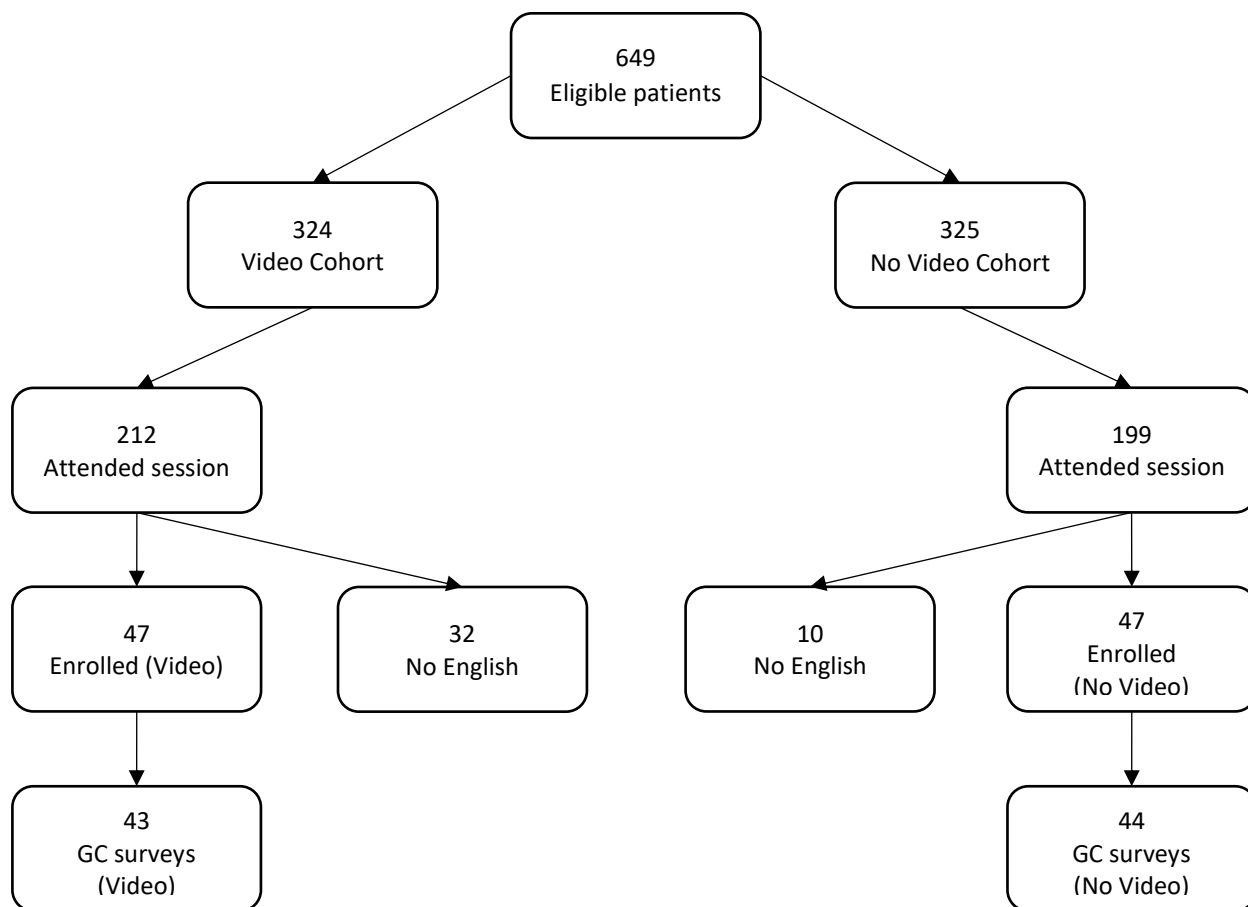 649
Eligible patients
324
Video Cohort
325
No Video Cohort
212
Attended session
199
Attended session
47
Enrolled (Video)
32
No English
10
No English
47
Enrolled
(No Video)
43
GC surveys
(Video)
44
GC surveys
(No Video)